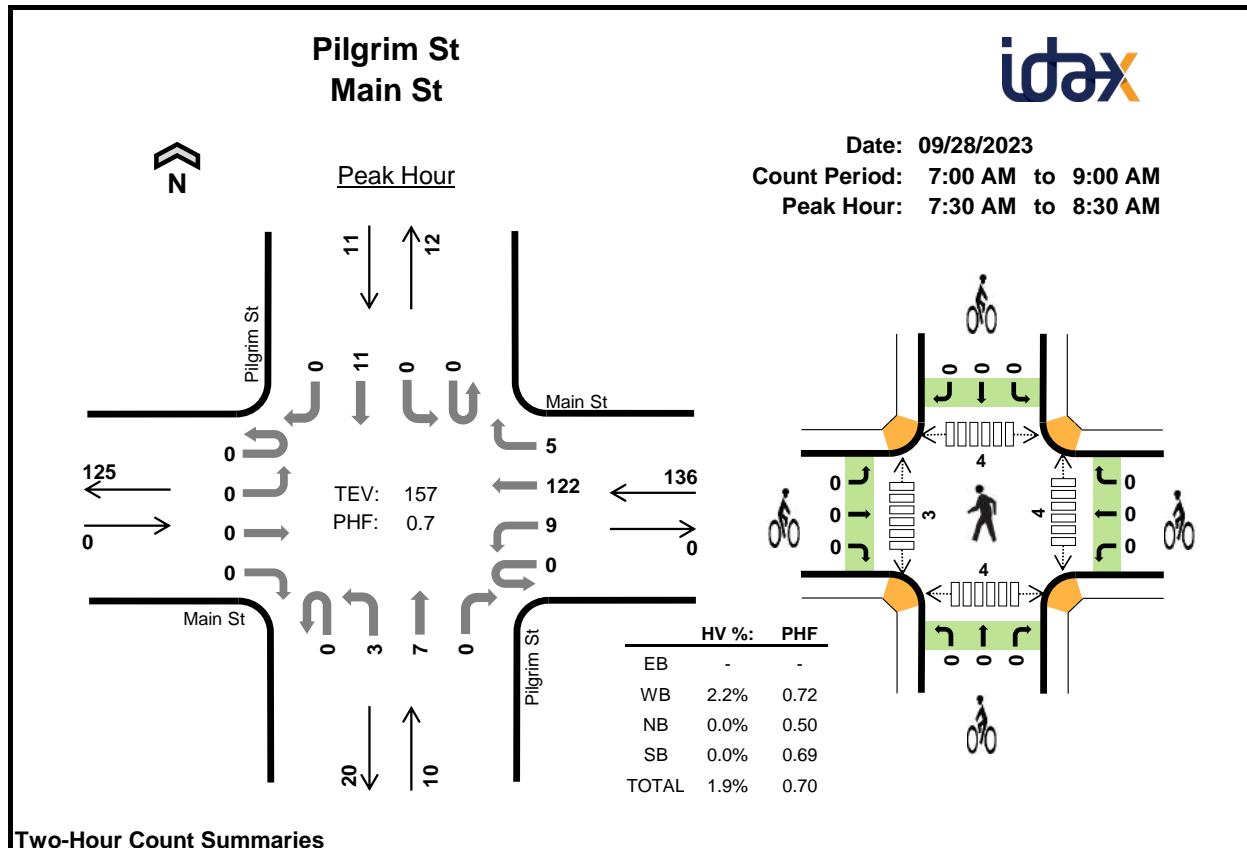 Pilgrim St
Main St
idax
N
Peak Hour
Date: 09/28/2023
Count Period: 7:00 AM to 9:00 AM
Peak Hour: 7:30 AM to 8:30 AM
11
12
Pilgrim St
0
11
0
0
Main St
0
0
0
0
125
0
TEV: 157
PHF: 0.7
5
122
9
0
136
0
Main St
0
3
7
0
Pilgrim St
20
10
HV %: PHF
EB - -
WB 2.2% 0.72
NB 0.0% 0.50
SB 0.0% 0.69
TOTAL 1.9% 0.70
0 0 0
4
0
0
0
3
4
0
0
0
4
0 0 0
Two-Hour Count Summaries